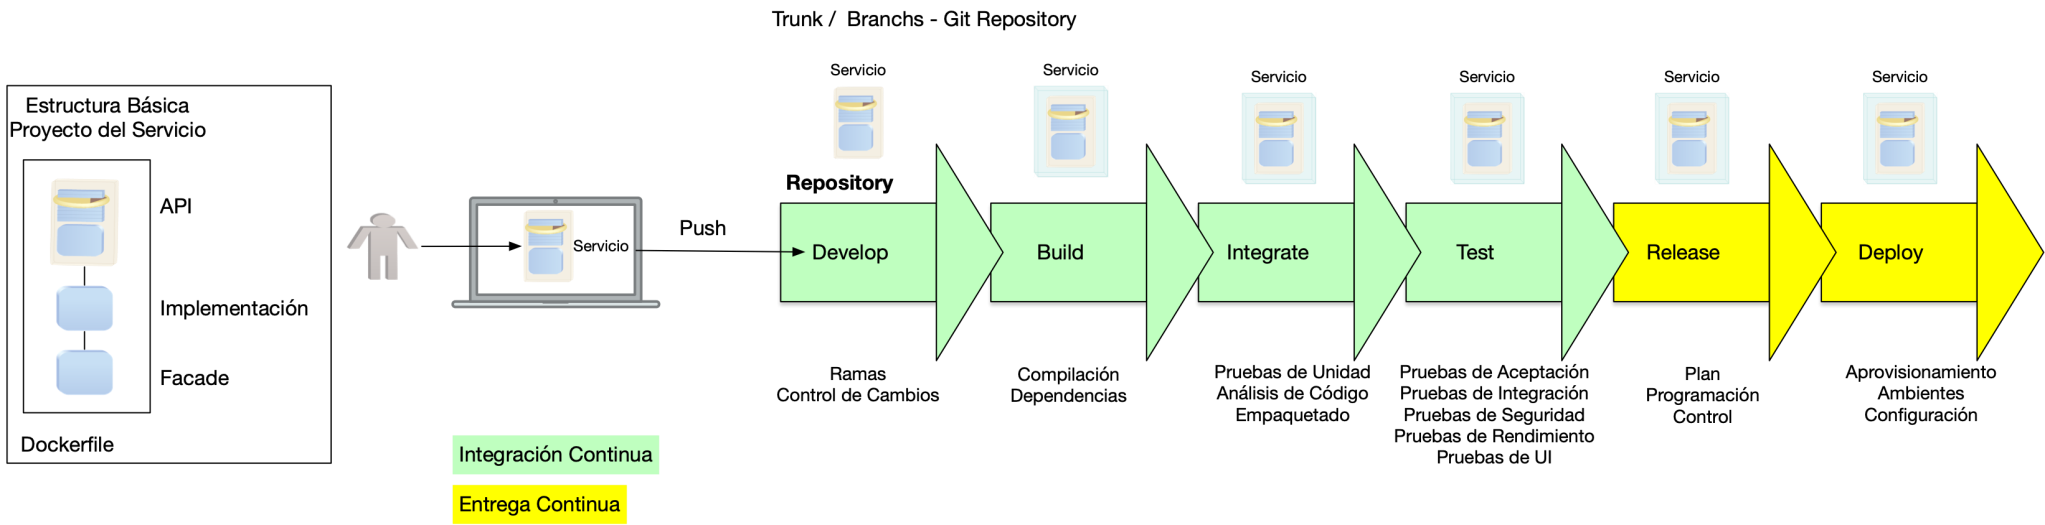 Trunk /  Branchs - Git Repository
Estructura Básica
Proyecto del Servicio
API
Implementación
Facade
Dockerfile
Servicio
Push
Servicio
Servicio
Servicio
Servicio
Servicio
Servicio
Repository
Develop
Build
Integrate
Test
Release
Deploy
Ramas
Control de Cambios
Compilación
Dependencias
Pruebas de Unidad
Análisis de Código
Empaquetado
Pruebas de Aceptación
Pruebas de Integración
Pruebas de Seguridad
Pruebas de Rendimiento
Pruebas de UI
Plan
Programación
Control
Aprovisionamiento
Ambientes
Configuración
Integración Continua
Entrega Continua